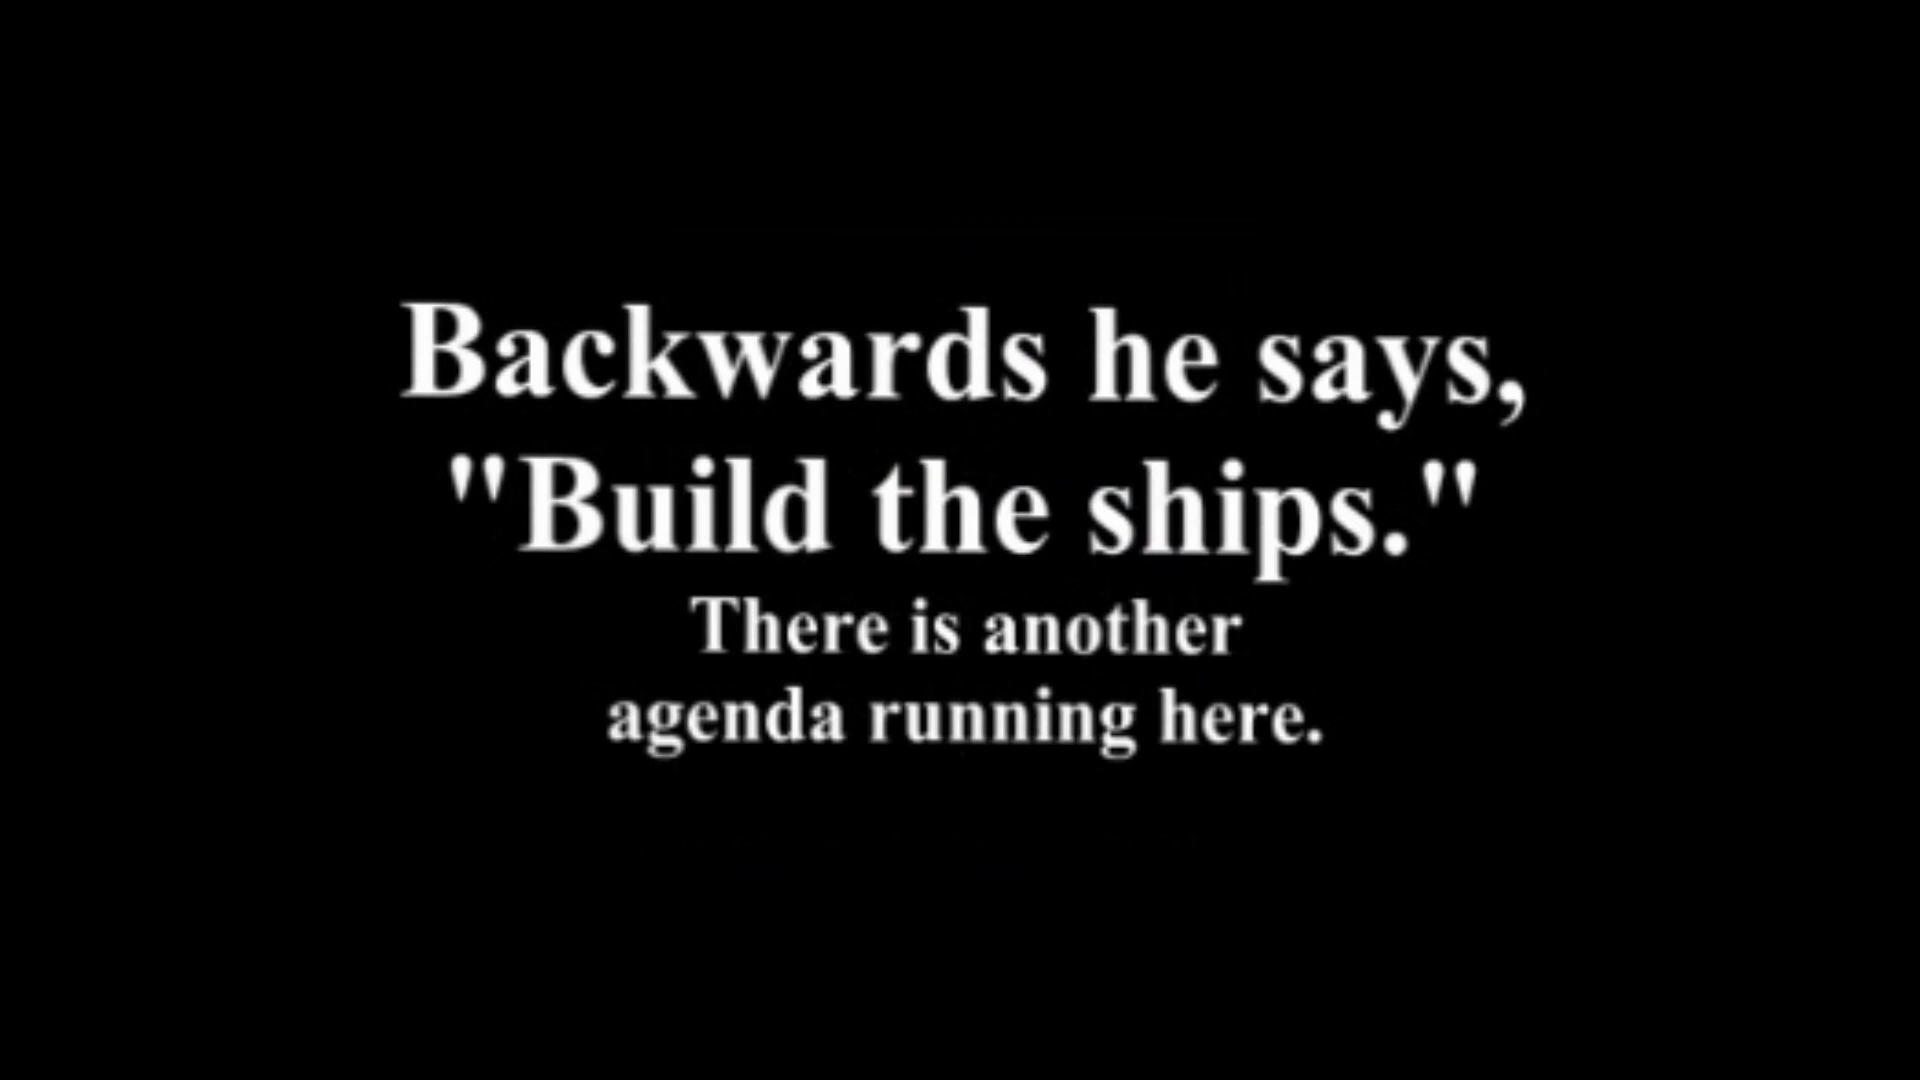 Backwards he says,
"Build the ships."
There is another
agenda running here.